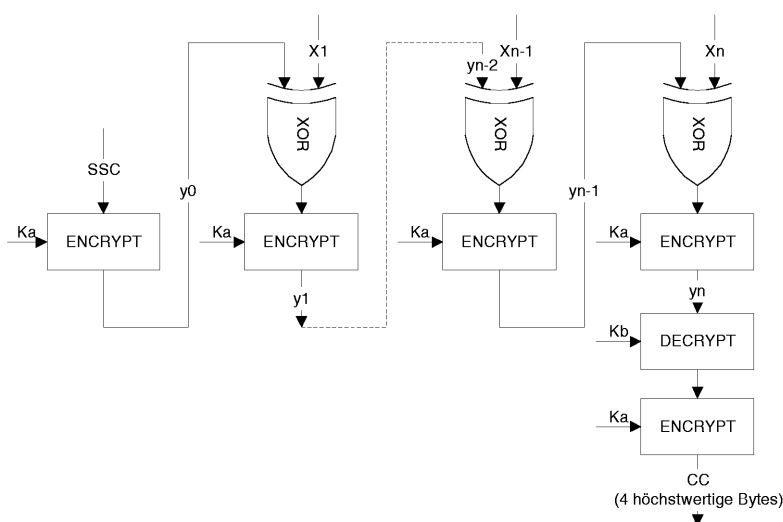 X1
yn-2
Xn-1
Xn
XOR
XOR
XOR
SSC
y0
yn-1
Ka
ENCRYPT
Ka
ENCRYPT
Ka
ENCRYPT
Ka
ENCRYPT
y1
yn
Kb
DECRYPT
Ka
ENCRYPT
CC
(4 höchstwertige Bytes)